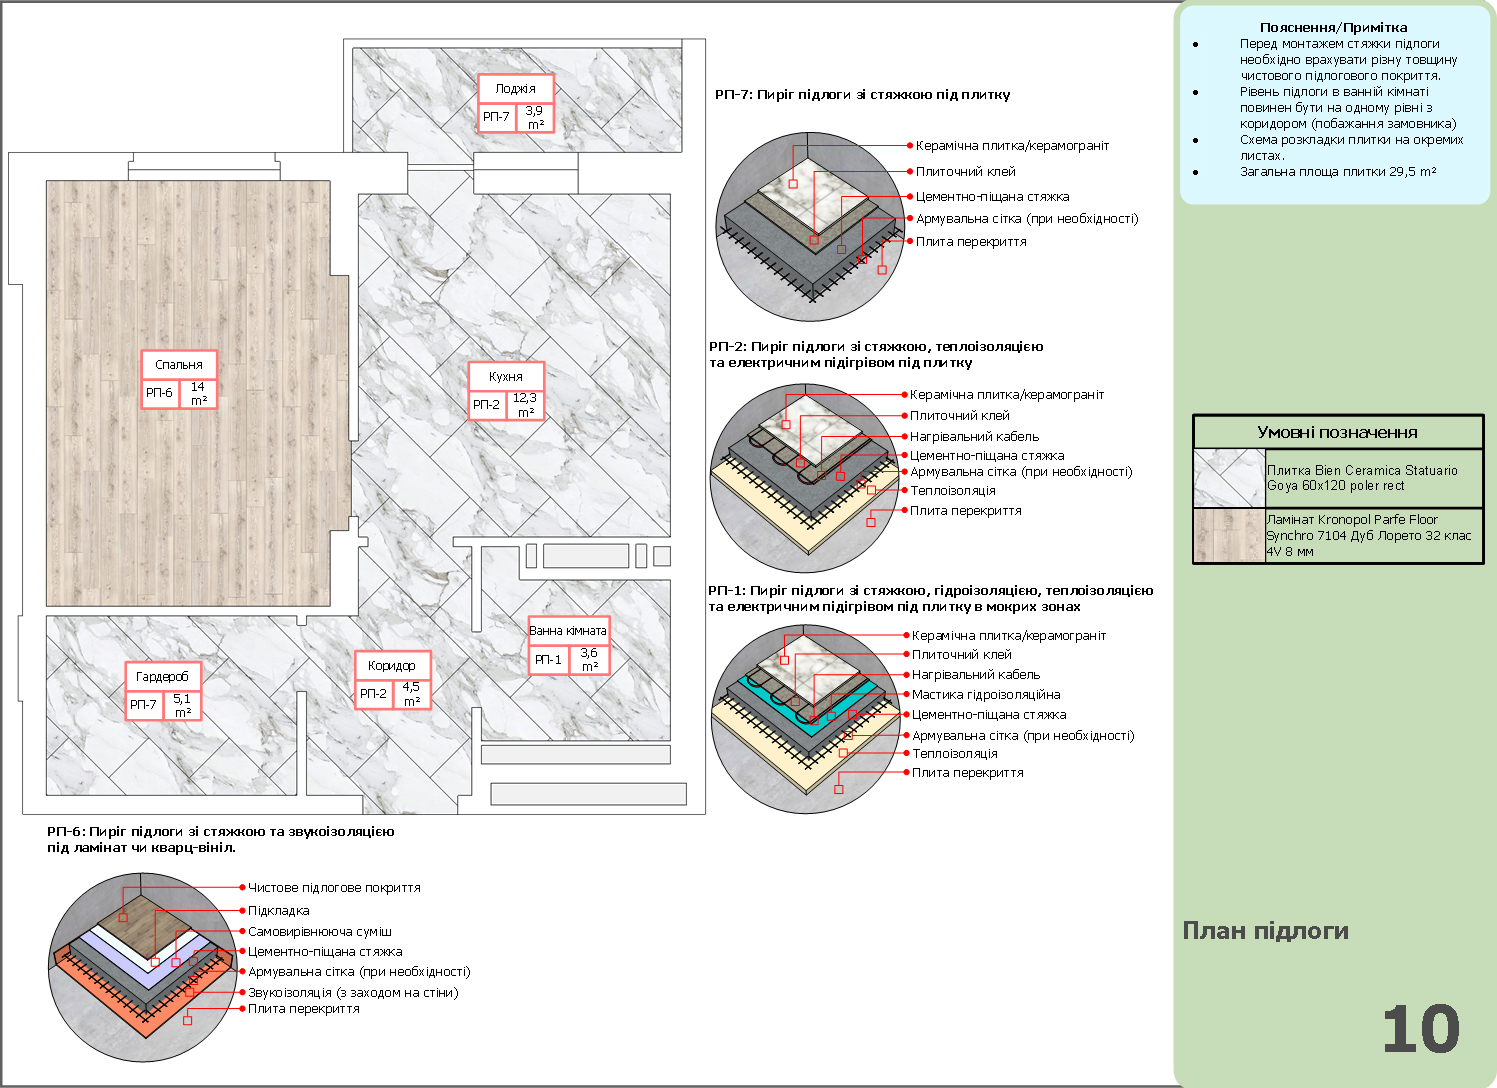 Лоджія
РП-7
3,9
m²
Спальня
РП-6
14
m²
Кухня
РП-2
12,3
m²
Ванна кімната
РП-1
3,6
m²
Коридор
РП-2
4,5
m²
Гардероб
РП-7
5,1
m²
РП-7: Пиріг підлоги зі стяжкою під плитку
Керамічна плитка/керамограніт
Плиточний клей
Цементно-піщана стяжка
Армувальна сітка (при необхідності)
Плита перекриття
РП-2: Пиріг підлоги зі стяжкою, теплоізоляцією
та електричним підігрівом під плитку
Керамічна плитка/керамограніт
Плиточний клей
Нагрівальний кабель
Цементно-піщана стяжка
Армувальна сітка (при необхідності)
Теплоізоляція
Плита перекриття
РП-1: Пиріг підлоги зі стяжкою, гідроізоляцією, теплоізоляцією
та електричним підігрівом під плитку в мокрих зонах
Керамічна плитка/керамограніт
Плиточний клей
Нагрівальний кабель
Мастика гідроізоляційна
Цементно-піщана стяжка
Армувальна сітка (при необхідності)
Теплоізоляція
Плита перекриття
РП-6: Пиріг підлоги зі стяжкою та звукоізоляцією
під ламінат чи кварц-вініл.
Чистове підлогове покриття
Підкладка
Самовирівнююча суміш
Цементно-піщана стяжка
Армувальна сітка (при необхідності)
Звукоізоляція (з заходом на стіни)
Плита перекриття
Пояснення/Примітка
• Перед монтажем стяжки підлоги
необхідно врахувати різну товщину
чистового підлогового покриття.
• Рівень підлоги в ванній кімнаті
повинен бути на одному рівні з
коридором (побажання замовника)
• Схема розкладки плитки на окремих
листах.
• Загальна площа плитки 29,5 m²
Умовні позначення
Плитка Bien Ceramica Statuario
Goya 60x120 poler rect
Ламінат Kronopol Parfe Floor
Synchro 7104 Дуб Лорето 32 клас
4V 8 мм
План підлоги
10